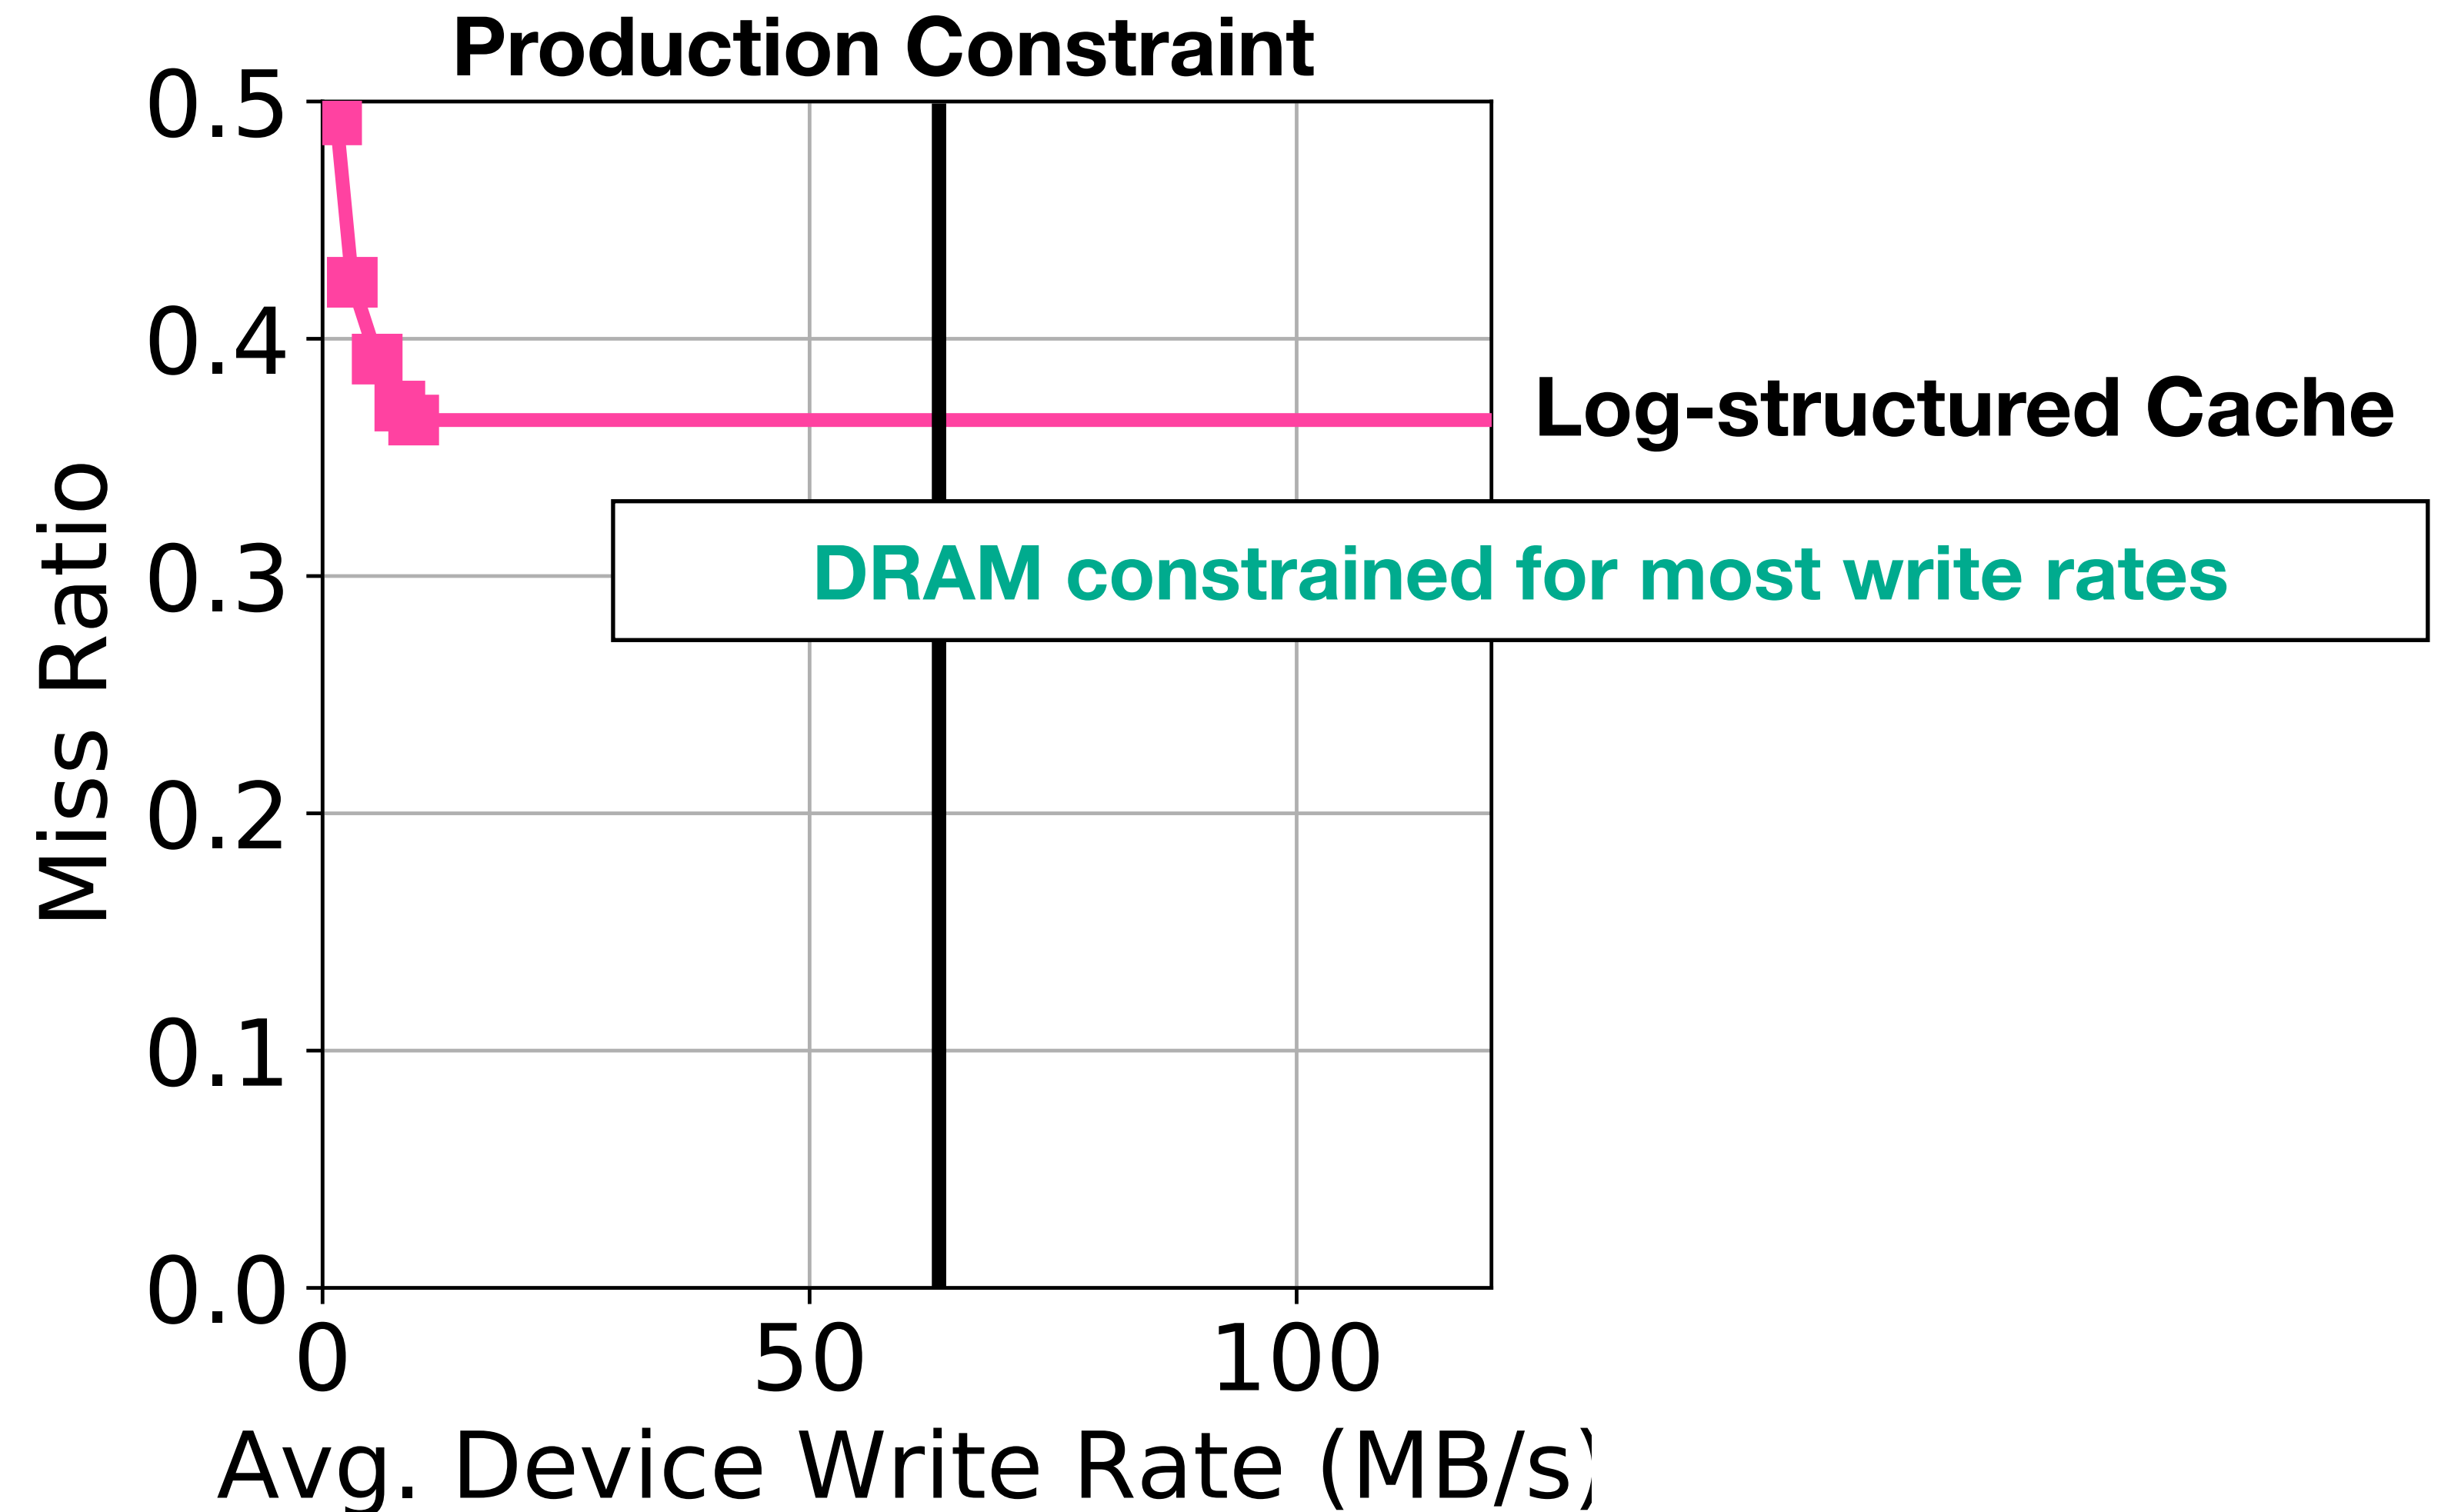 Production Constraint
0.5
0.4
Log-structured Cache
0.3
DRAM constrained for most write rates
Miss Ratio
0.2
0.1
0.0
0
50
100
Avg. Device Write Rate (MB/s)